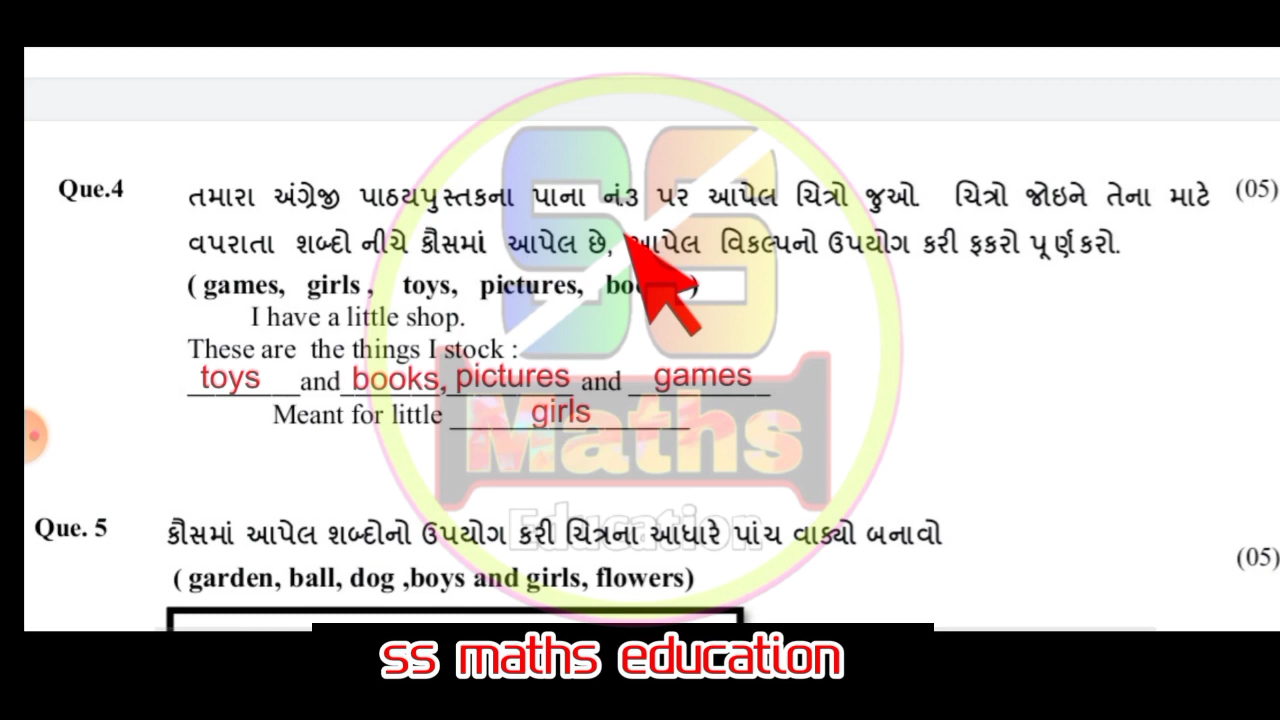 Que.4 તમારા અંગ્રેજી પાઠયપુસ્તકના પાના નં૩ પર આપેલ ચિત્રો જુઓ ચિત્રો જોઇને તેના માટે (05)
વપરાતા શબ્દો નીચે કૌસમાં આપેલ છે, આપેલ વિકલ્પનો ઉપયોગ કરી ફકરો પૂર્ણ કરો.
( games, girls , toys, pictures, )
I have a little shop.
These are the things I stock :
toys and books, pictures and games
Meant for little girls
SS
Maths
Education
Que. 5 કૌસમાં આપેલ શબ્દોનો ઉપયોગ કરી ચિત્રના આધારે પાંચ વાક્યો બનાવો
(05)
( garden, ball, dog ,boys and girls, flowers)
ss maths education